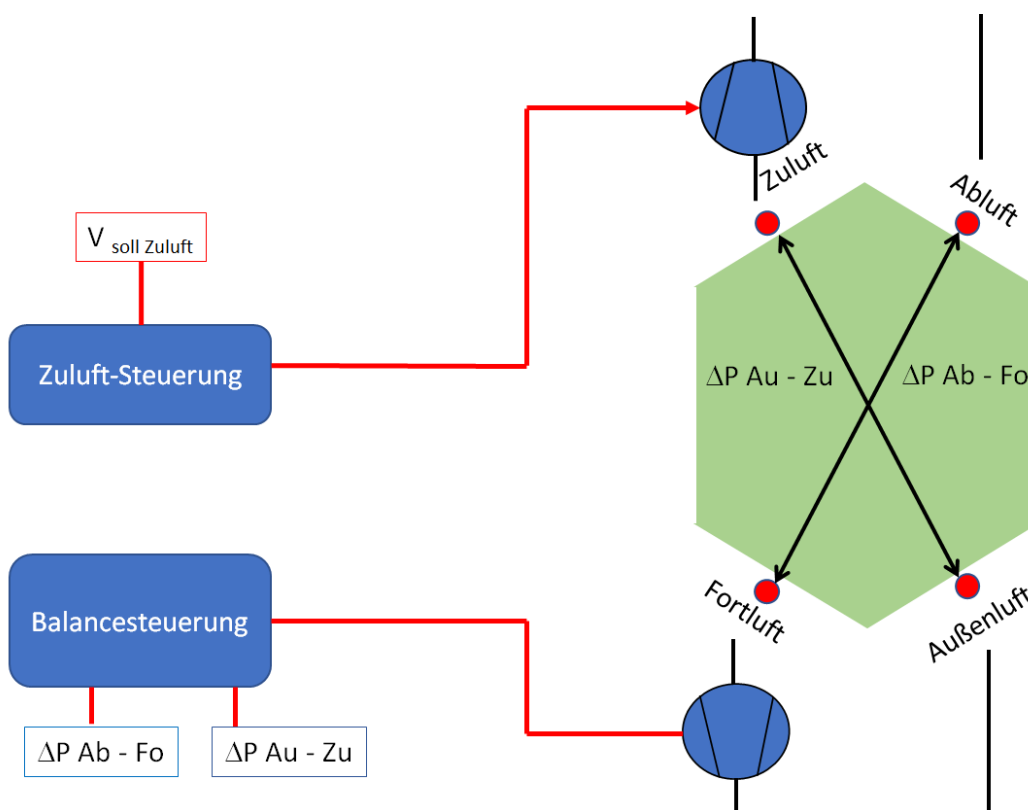 Zuluft
Abluft
V soll Zuluft
Zuluft-Steuerung
ΔP Au - Zu
ΔP Ab - Fo
Balancesteuerung
Fortluft
Außenluft
ΔP Ab - Fo
ΔP Au - Zu